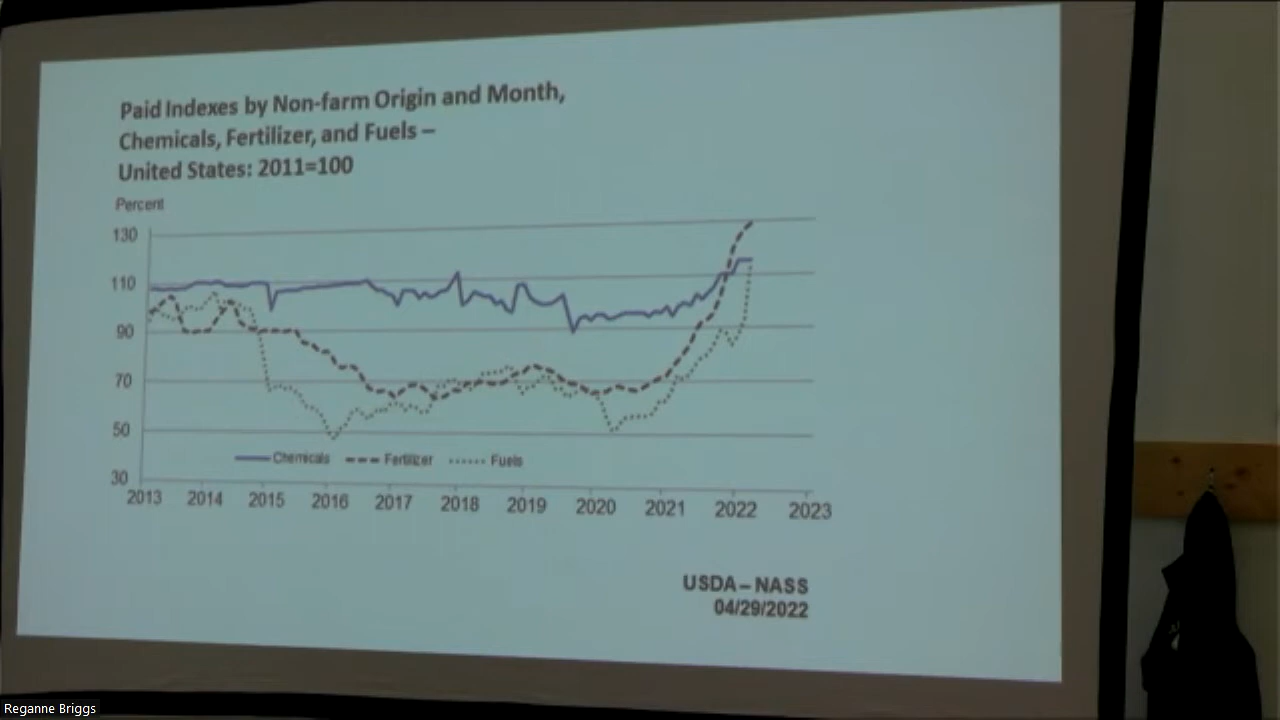 Paid Indexes by Non-farm Origin and Month,
Chemicals, Fertilizer, and Fuels –
United States: 2011=100
Percent
130
110
90
70
50
30
Chemicals Fertilizer Fuels
2013 2014 2015 2016 2017 2018 2019 2020 2021 2022 2023
USDA – NASS
04/29/2022
Reganne Briggs